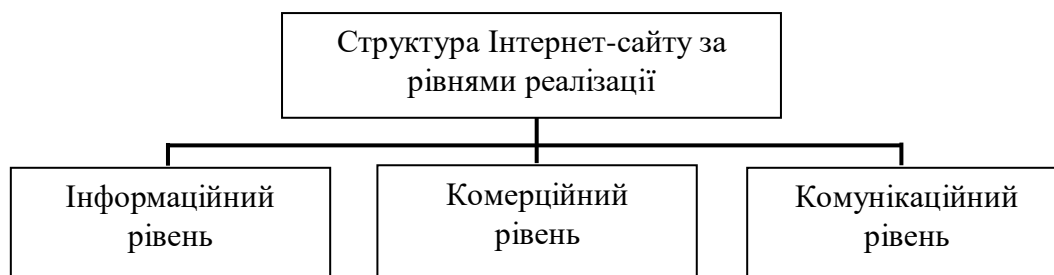 Структура Інтернет-сайту за
рівнями реалізації
Інформаційний
рівень
Комерційний
рівень
Комунікаційний
рівень